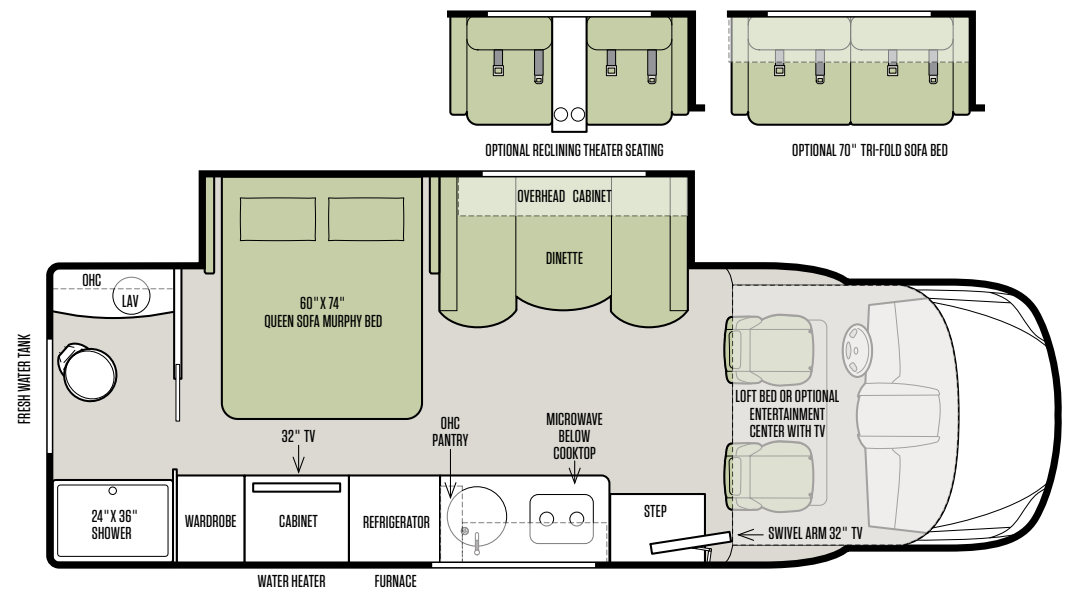 OPTIONAL RECLINING THEATER SEATING
OPTIONAL 70" TRI-FOLD SOFA BED
OVERHEAD CABINET
DINETTE
OHC
LAV
60" X 74"
QUEEN SOFA MURPHY BED
FRESH WATER TANK
LOFT BED OR OPTIONAL
ENTERTAINMENT
CENTER WITH TV
32" TV
OHC
PANTRY
MICROWAVE
BELOW
COOKTOP
24" X 36"
SHOWER
WARDROBE
CABINET
REFRIGERATOR
STEP
SWIVEL ARM 32" TV
WATER HEATER
FURNACE